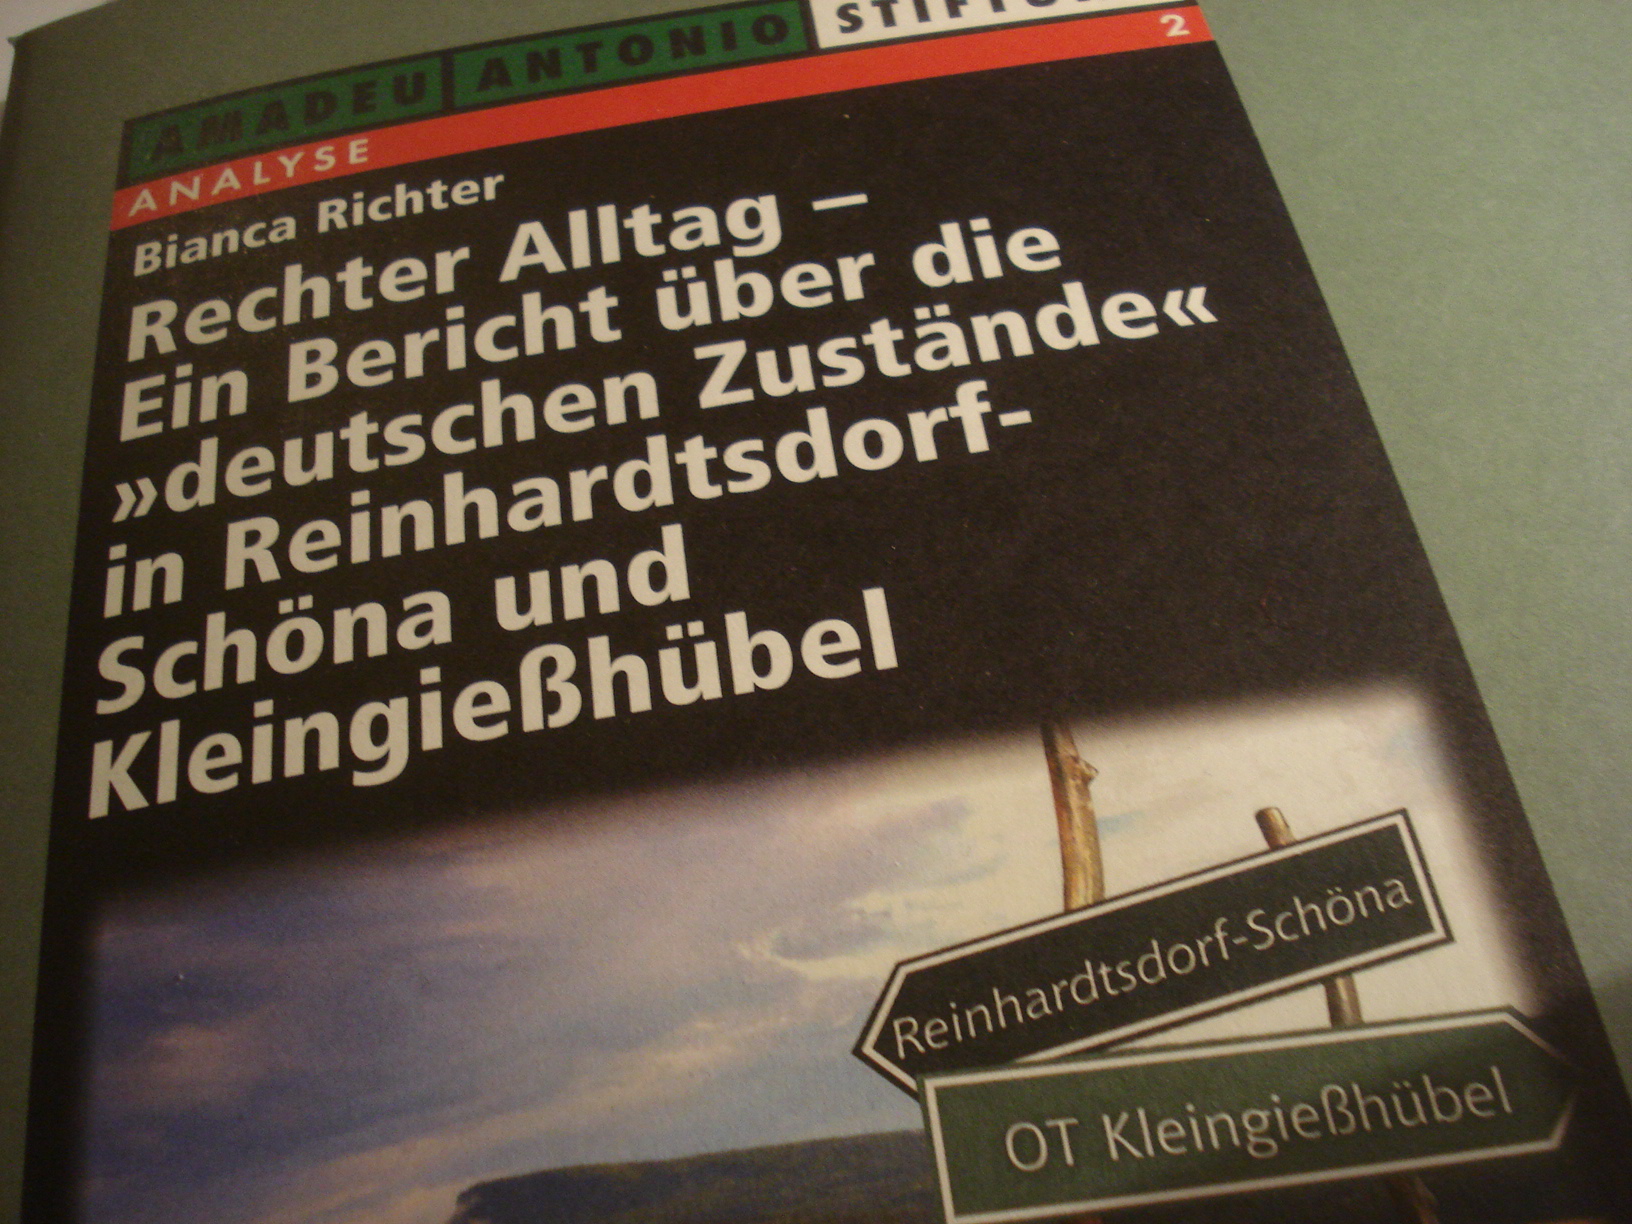 AMADEU ANTONIO
2
ANALYSE
Bianca Richter
Rechter Alltag –
Ein Bericht über die
»deutschen Zustände«
in Reinhardtsdorf-
Schöna und
Kleingießhübel
Reinhardtsdorf-Schöna
OT Kleingießhübel